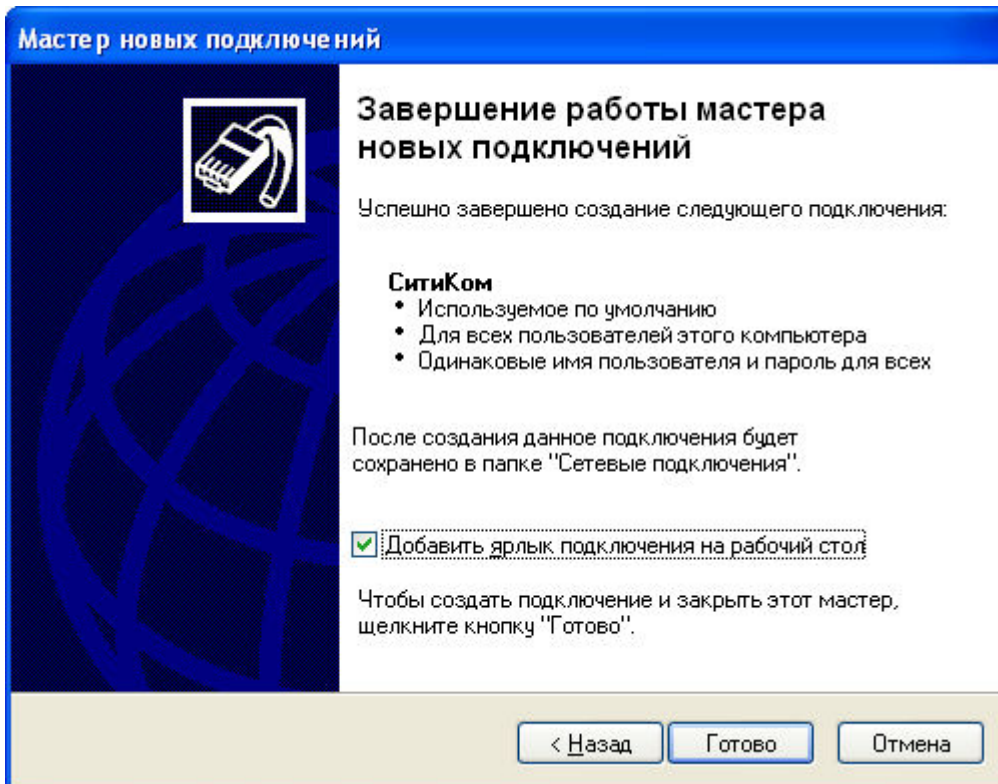 Мастер новых подключений
Завершение работы мастера
новых подключений
Успешно завершено создание следующего подключения:
СитиКом
• Используемое по умолчанию
• Для всех пользователей этого компьютера
• Одинаковые имя пользователя и пароль для всех
После создания данное подключения будет
сохранено в папке "Сетевые подключения".
Добавить ярлык подключения на рабочий стол
Чтобы создать подключение и закрыть этот мастер,
щелкните кнопку "Готово".
< Назад Готово Отмена